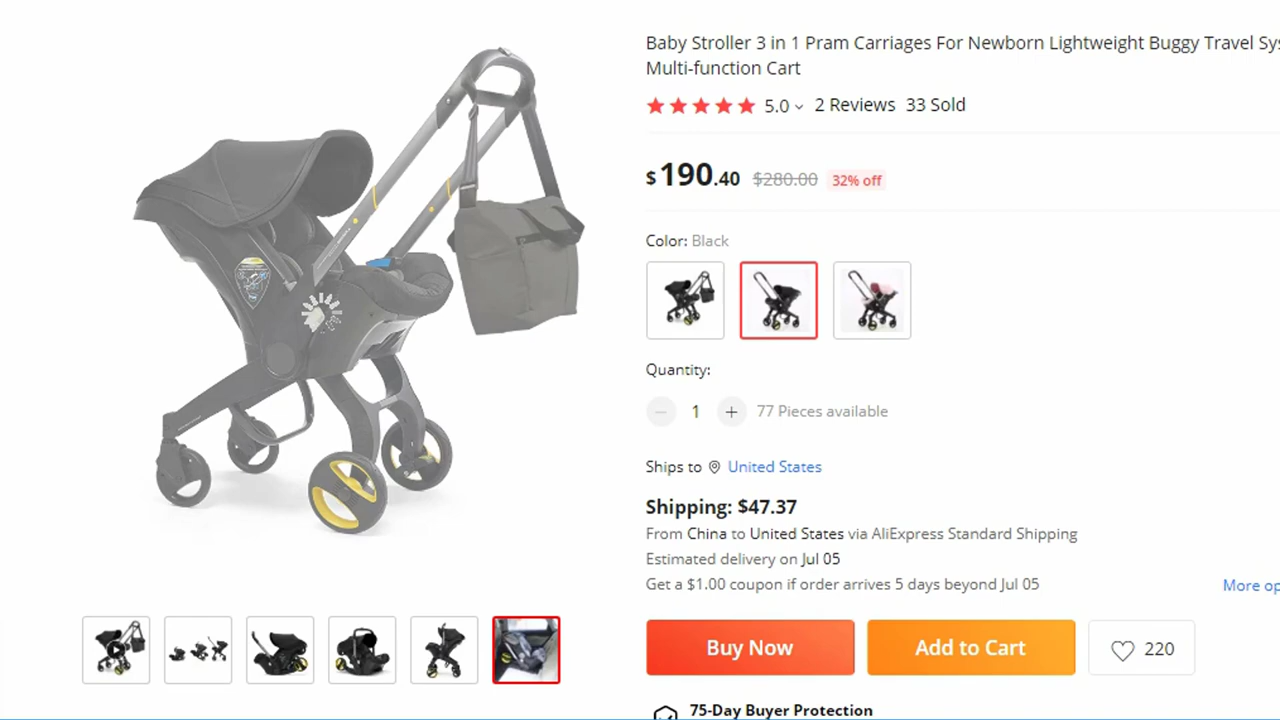 Baby Stroller 3 in 1 Pram Carriages For Newborn Lightweight Buggy Travel Sys
Multi-function Cart
5.0 2 Reviews 33 Sold
$190.40 $280.00 32% off
Color: Black
Quantity:
1 77 Pieces available
Ships to United States
Shipping: $47.37
From China to United States via AliExpress Standard Shipping
Estimated delivery on Jul 05
Get a $1.00 coupon if order arrives 5 days beyond Jul 05
More op
Buy Now Add to Cart 220
75-Day Buyer Protection